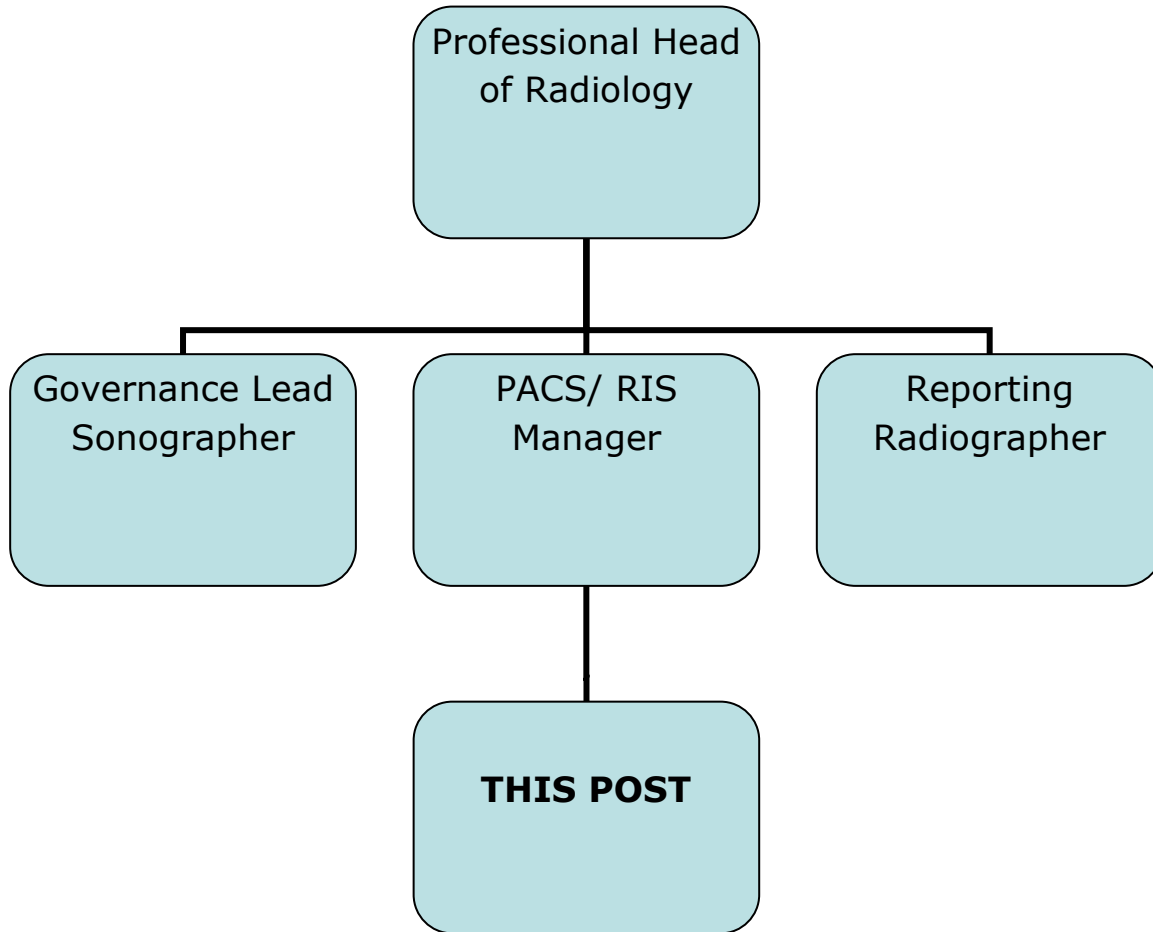 Professional Head
of Radiology
Governance Lead
Sonographer
PACS/ RIS
Manager
Reporting
Radiographer
THIS POST